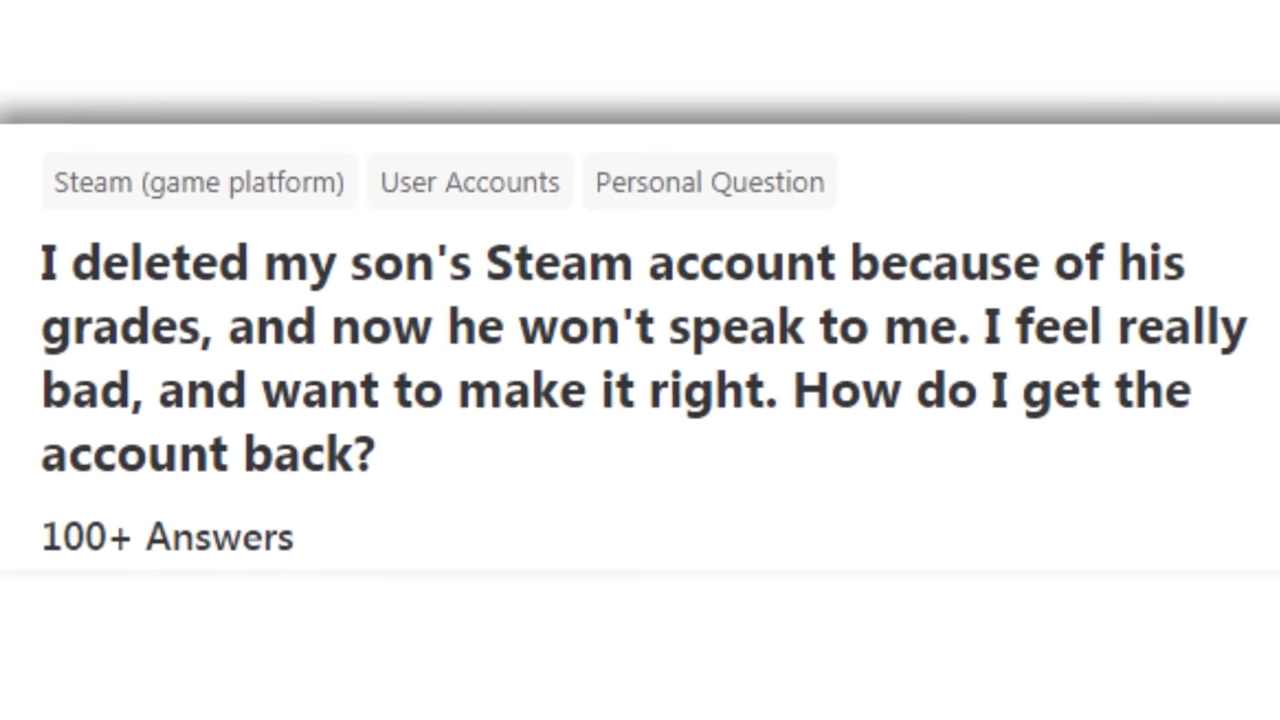 Steam (game platform) User Accounts Personal Question
I deleted my son's Steam account because of his
grades, and now he won't speak to me. I feel really
bad, and want to make it right. How do I get the
account back?
100+ Answers